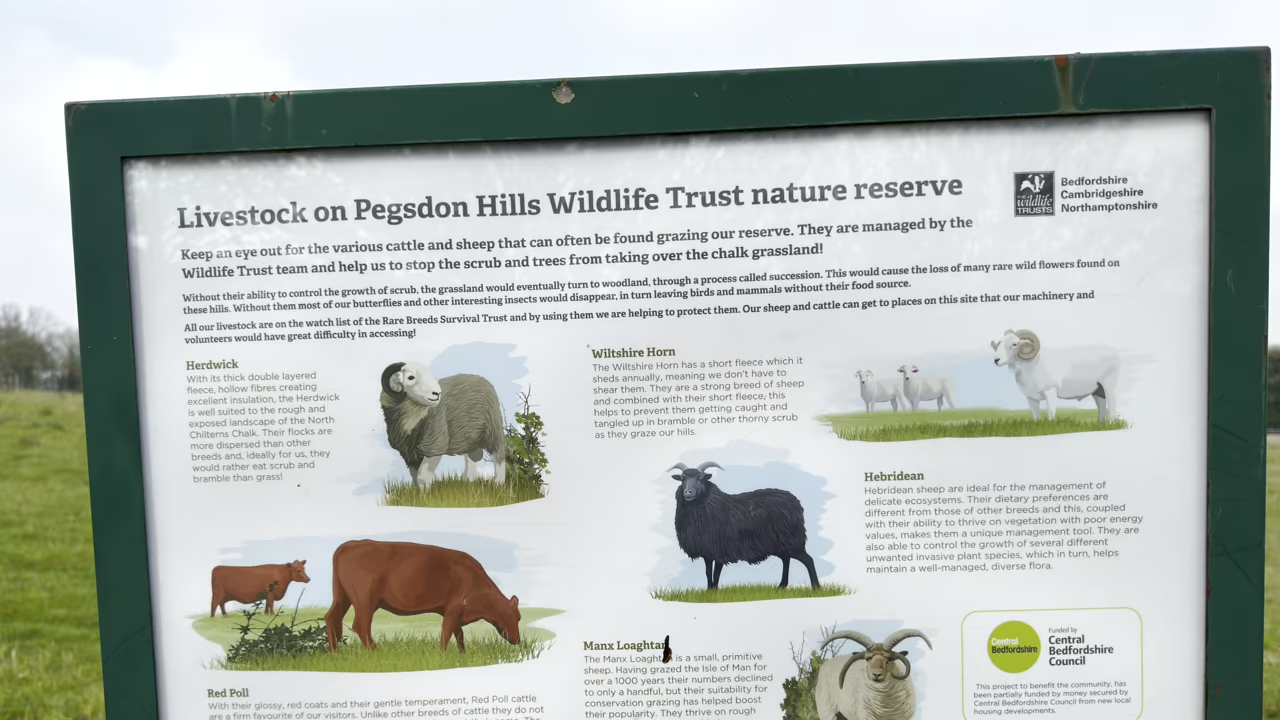 Livestock on Pegsdon Hills Wildlife Trust nature reserve
THE
wildlife
TRUSTS
Bedfordshire
Cambridgeshire
Northamptonshire
Keep an eye out for the various cattle and sheep that can often be found grazing our reserve. They are managed by the
Wildlife Trust team and help us to stop the scrub and trees from taking over the chalk grassland!
Without their ability to control the growth of scrub, the grassland would eventually turn to woodland, through a process called succession. This would cause the loss of many rare wild flowers found on
these hills. Without them most of our butterflies and other interesting insects would disappear, in turn leaving birds and mammals without their food source.
All our livestock are on the watch list of the Rare Breeds Survival Trust and by using them we are helping to protect them. Our sheep and cattle can get to places on this site that our machinery and
volunteers would have great difficulty in accessing!
Herdwick
With its thick double layered
fleece, hollow fibres creating
excellent insulation, the Herdwick
is well suited to the rough and
exposed landscape of the North
Chilterns Chalk. Their flocks are
more dispersed than other
breeds and, ideally for us, they
would rather eat scrub and
bramble than grass!
Wiltshire Horn
The Wiltshire Horn has a short fleece which it
sheds annually, meaning we don't have to
shear them. They are a strong breed of sheep
and combined with their short fleece, this
helps to prevent them getting caught and
tangled up in bramble or other thorny scrub
as they graze our hills.
Hebridean
Hebridean sheep are ideal for the management of
delicate ecosystems. Their dietary preferences are
different from those of other breeds and this, coupled
with their ability to thrive on vegetation with poor energy
values, makes them a unique management tool. They are
also able to control the growth of several different
unwanted invasive plant species, which in turn, helps
maintain a well-managed, diverse flora.
Red Poll
With their glossy, red coats and their gentle temperament, Red Poll cattle
are a firm favourite of our visitors. Unlike other breeds of cattle they do not
Manx Loaghtan
The Manx Loaghtan is a small, primitive
sheep. Having grazed the Isle of Man for
over a 1000 years their numbers declined
to only a handful, but their suitability for
conservation grazing has helped boost
their popularity. They thrive on rough
Central
Bedfordshire
Funded by
Central
Bedfordshire
Council
This project to benefit the community, has
been partially funded by money secured by
Central Bedfordshire Council from new local
housing developments.